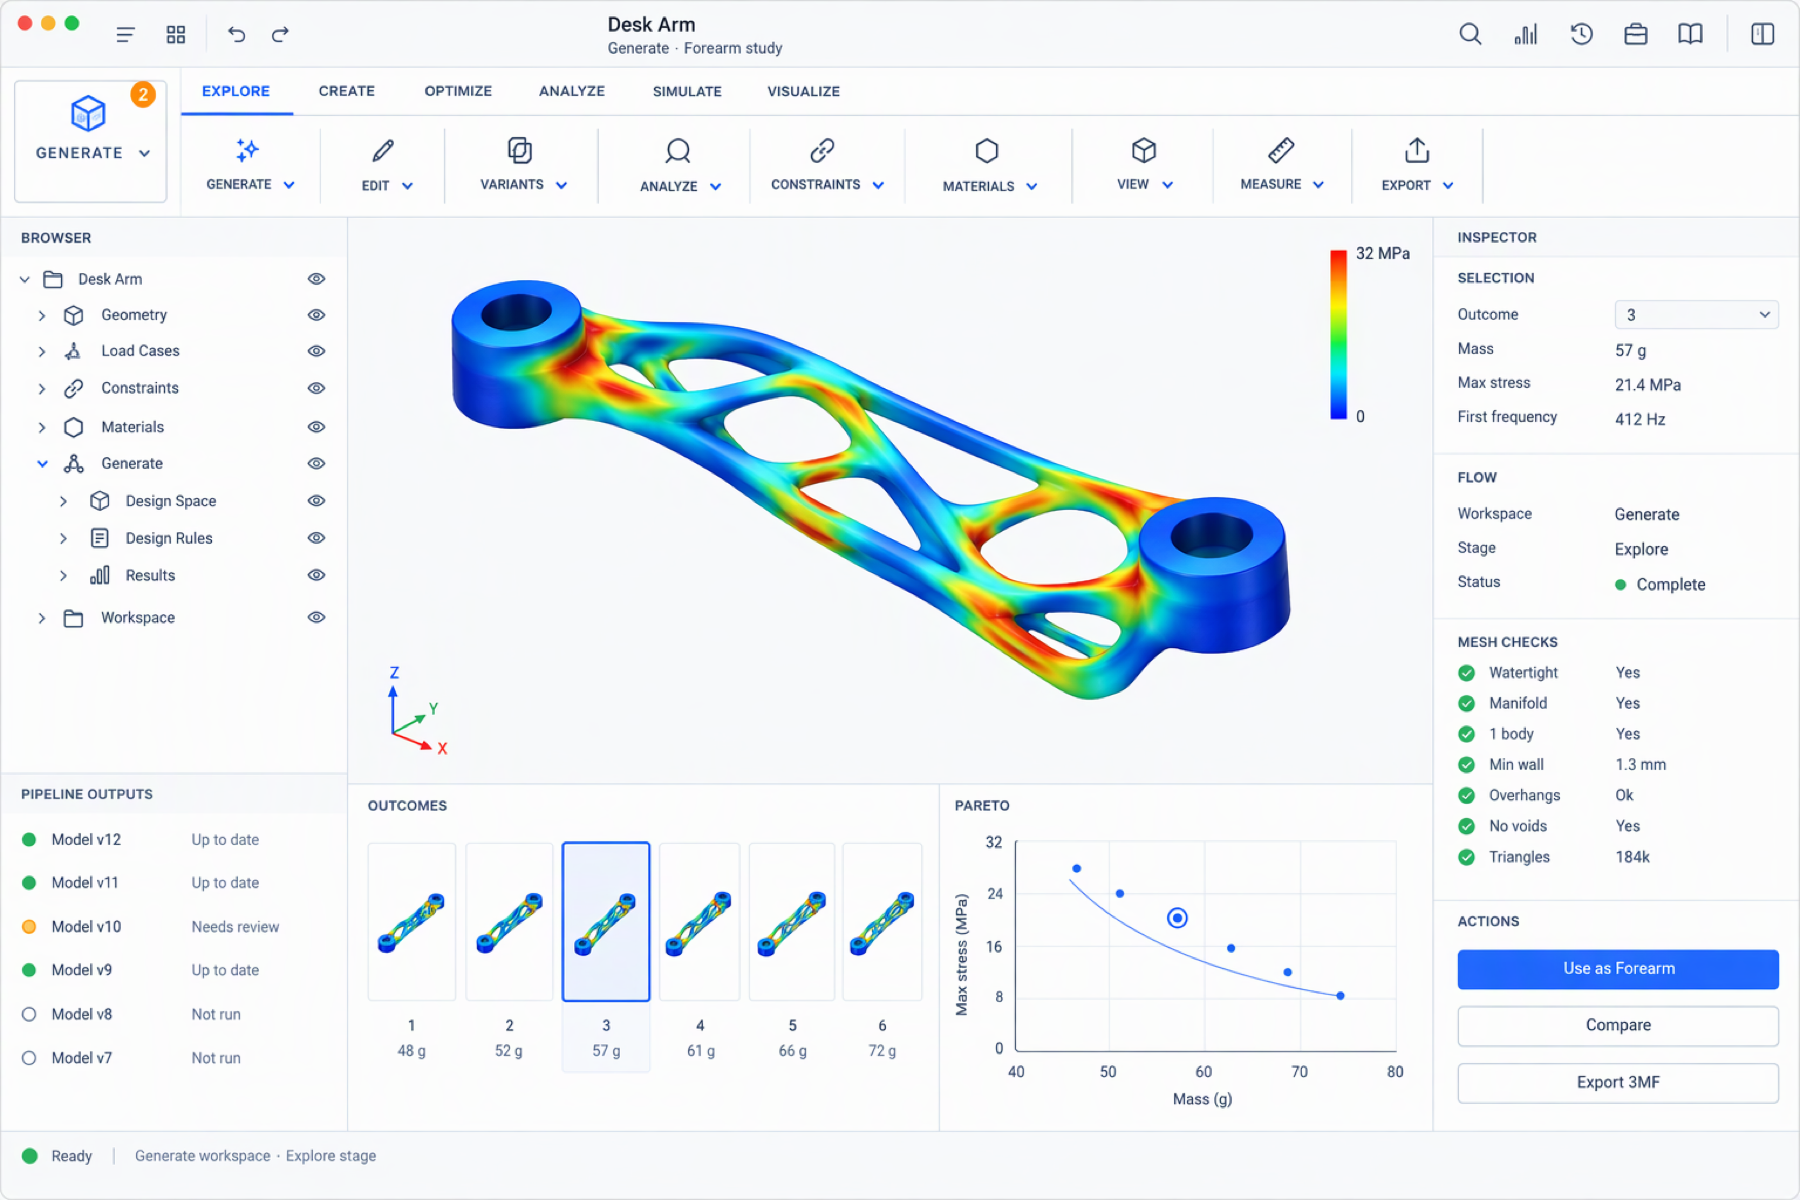 Desk Arm
Generate · Forearm study
2
GENERATE
EXPLORE CREATE OPTIMIZE ANALYZE SIMULATE VISUALIZE
GENERATE EDIT VARIANTS ANALYZE CONSTRAINTS MATERIALS VIEW MEASURE EXPORT
BROWSER
Desk Arm
Geometry
Load Cases
Constraints
Materials
Generate
Design Space
Design Rules
Results
Workspace
PIPELINE OUTPUTS
Model v12 Up to date
Model v11 Up to date
Model v10 Needs review
Model v9 Up to date
Model v8 Not run
Model v7 Not run
32 MPa
0
Z
Y
X
OUTCOMES
1 2 3 4 5 6
48 g 52 g 57 g 61 g 66 g 72 g
PARETO
Max stress (MPa)
32
24
16
8
0
40 50 60 70 80
Mass (g)
INSPECTOR
SELECTION
Outcome 3
Mass 57 g
Max stress 21.4 MPa
First frequency 412 Hz
FLOW
Workspace Generate
Stage Explore
Status Complete
MESH CHECKS
Watertight Yes
Manifold Yes
1 body Yes
Min wall 1.3 mm
Overhangs Ok
No voids Yes
Triangles 184k
ACTIONS
Use as Forearm
Compare
Export 3MF
Ready Generate workspace · Explore stage